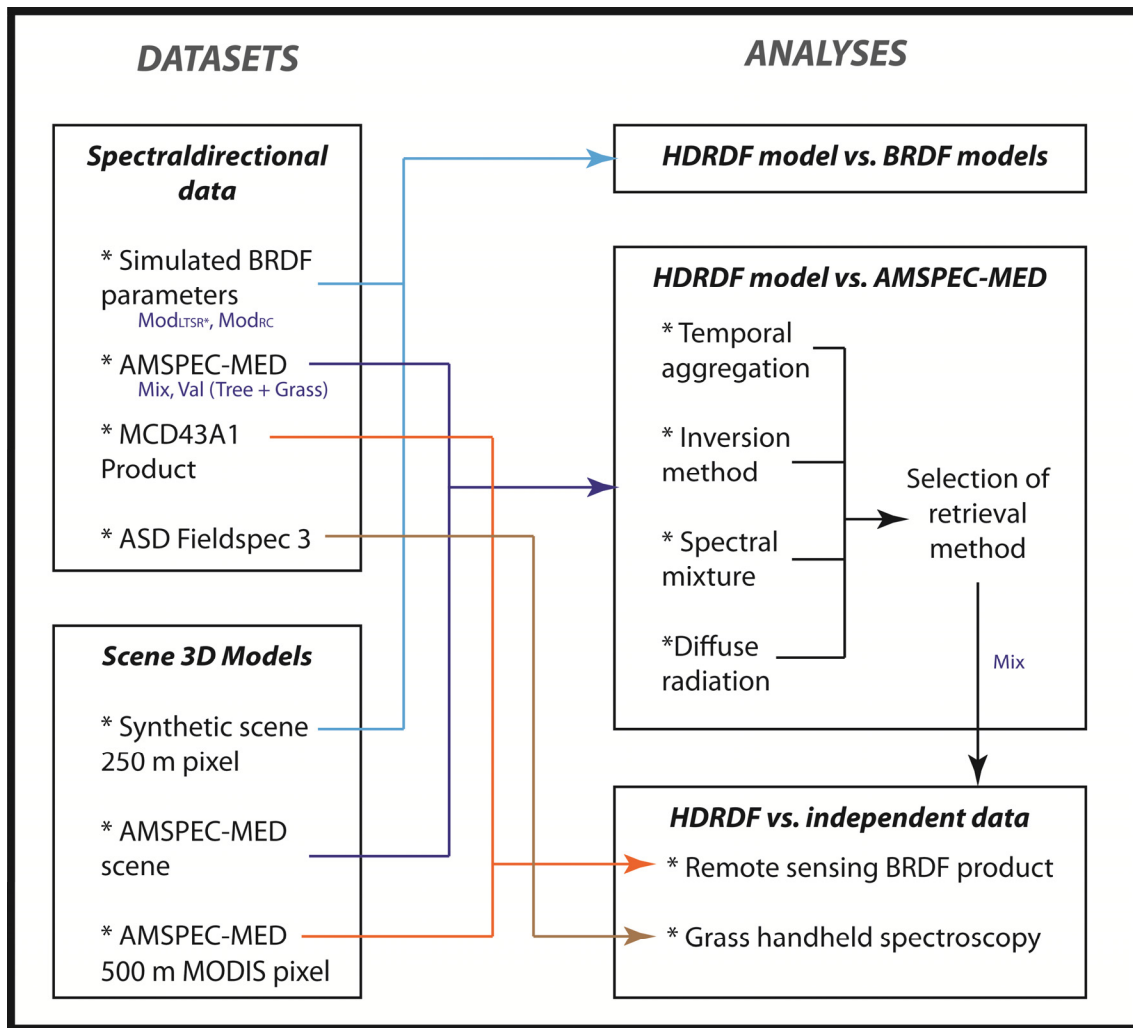 DATASETS
Spectraldirectional
data
* Simulated BRDF
parameters
ModLTSR*, ModRC
* AMSPEC-MED
Mix, Val (Tree + Grass)
* MCD43A1
Product
* ASD Fieldspec 3
Scene 3D Models
* Synthetic scene
250 m pixel
* AMSPEC-MED
scene
* AMSPEC-MED
500 m MODIS pixel
ANALYSES
HDRDF model vs. BRDF models
HDRDF model vs. AMSPEC-MED
* Temporal
aggregation
* Inversion
method
* Spectral
mixture
*Diffuse
radiation
Selection of
retrieval
method
Mix
HDRDF vs. independent data
* Remote sensing BRDF product
* Grass handheld spectroscopy